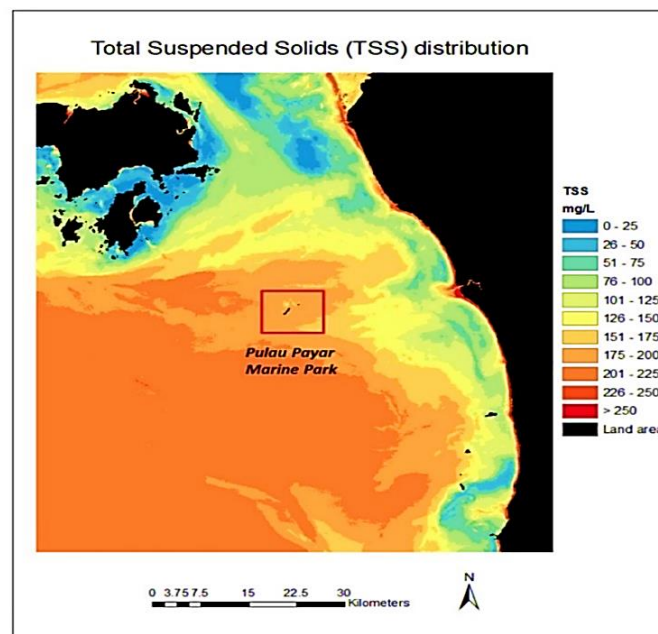 Total Suspended Solids (TSS) distribution
Pulau Payar
Marine Park
TSS
mg/L
0 - 25
26 - 50
51 - 75
76 - 100
101 - 125
126 - 150
151 - 175
175 - 200
201 - 225
226 - 250
> 250
Land area
N
0 3.75 7.5 15 22.5 30
Kilometers